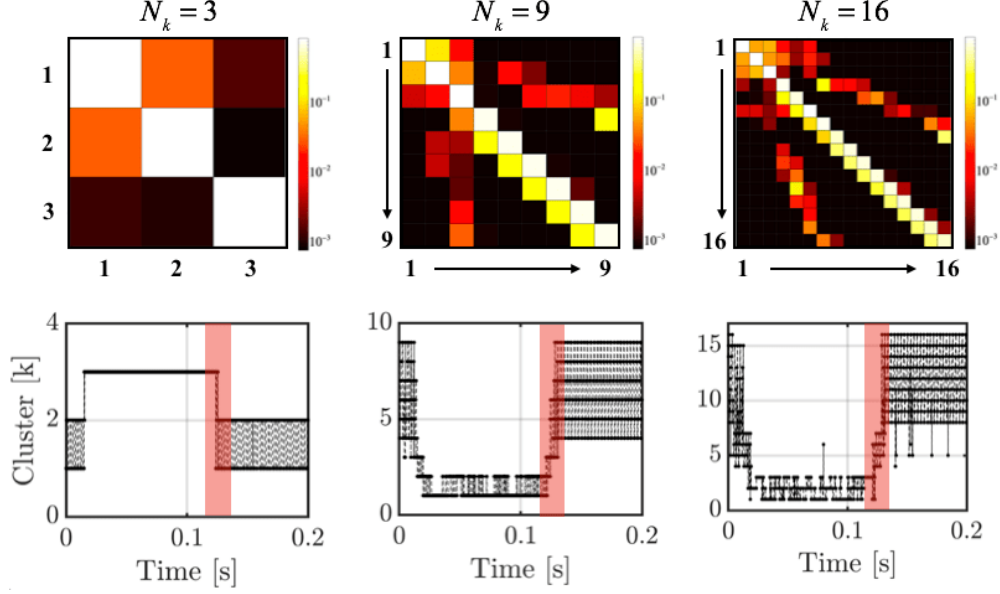 N_k = 3
N_k = 9
N_k = 16
1
2
3
1 2 3
10⁻¹
10⁻²
10⁻³
1
9
1 9
10⁻¹
10⁻²
10⁻³
1
16
1 16
10⁻¹
10⁻²
10⁻³
Cluster [k]
4
2
0
0 0.1 0.2
Time [s]
10
5
0
0 0.1 0.2
Time [s]
15
10
5
0
0 0.1 0.2
Time [s]